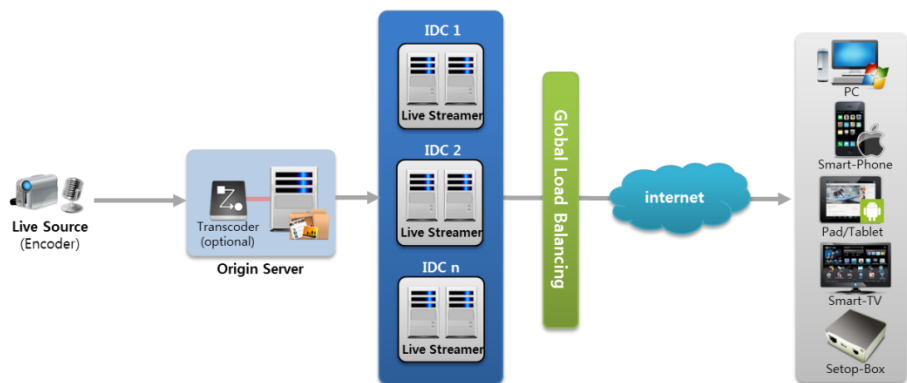 Live Source
(Encoder)
Transcoder
(optional)
Origin Server
IDC 1
Live Streamer
IDC 2
Live Streamer
IDC n
Live Streamer
Global Load Balancing
internet
PC
Smart-Phone
Pad/Tablet
Smart-TV
Setop-Box